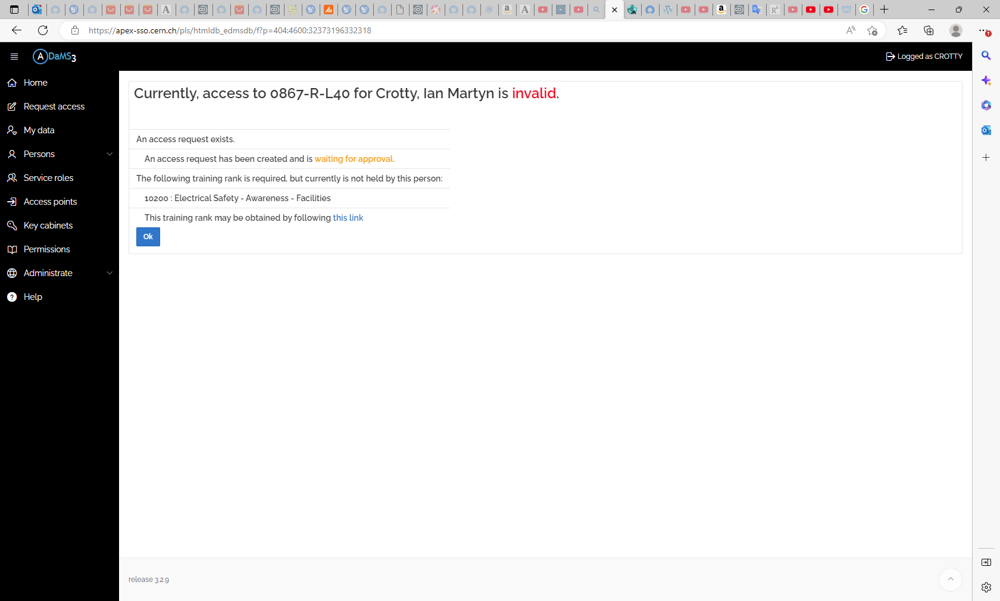 https://apex-sso.cern.ch/pls/htmldb_edmsdb/f?p=404:4600:32373196332318
ADaMS3
Logged as CROTTY
Home
Request access
My data
Persons
Service roles
Access points
Key cabinets
Permissions
Administrate
Help
Currently, access to 0867-R-L40 for Crotty, Ian Martyn is invalid.
An access request exists.
An access request has been created and is waiting for approval.
The following training rank is required, but currently is not held by this person:
10200 : Electrical Safety - Awareness - Facilities
This training rank may be obtained by following this link
Ok
release 3.2.9